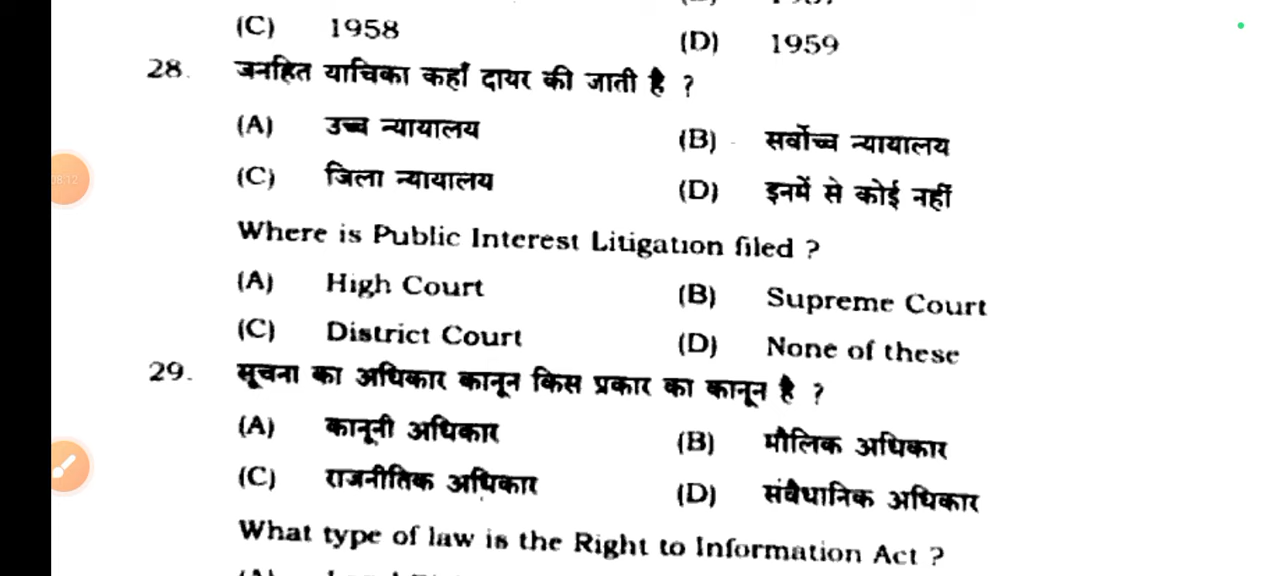 (C) 1958 (D) 1959
28. जनहित याचिका कहाँ दायर की जाती है ?
(A) उच्च न्यायालय (B) सर्वोच्च न्यायालय
(C) जिला न्यायालय (D) इनमें से कोई नहीं
Where is Public Interest Litigation filed ?
(A) High Court (B) Supreme Court
(C) District Court (D) None of these
29. सूचना का अधिकार कानून किस प्रकार का कानून है ?
(A) कानूनी अधिकार (B) मौलिक अधिकार
(C) राजनीतिक अधिकार (D) संवैधानिक अधिकार
What type of law is the Right to Information Act ?